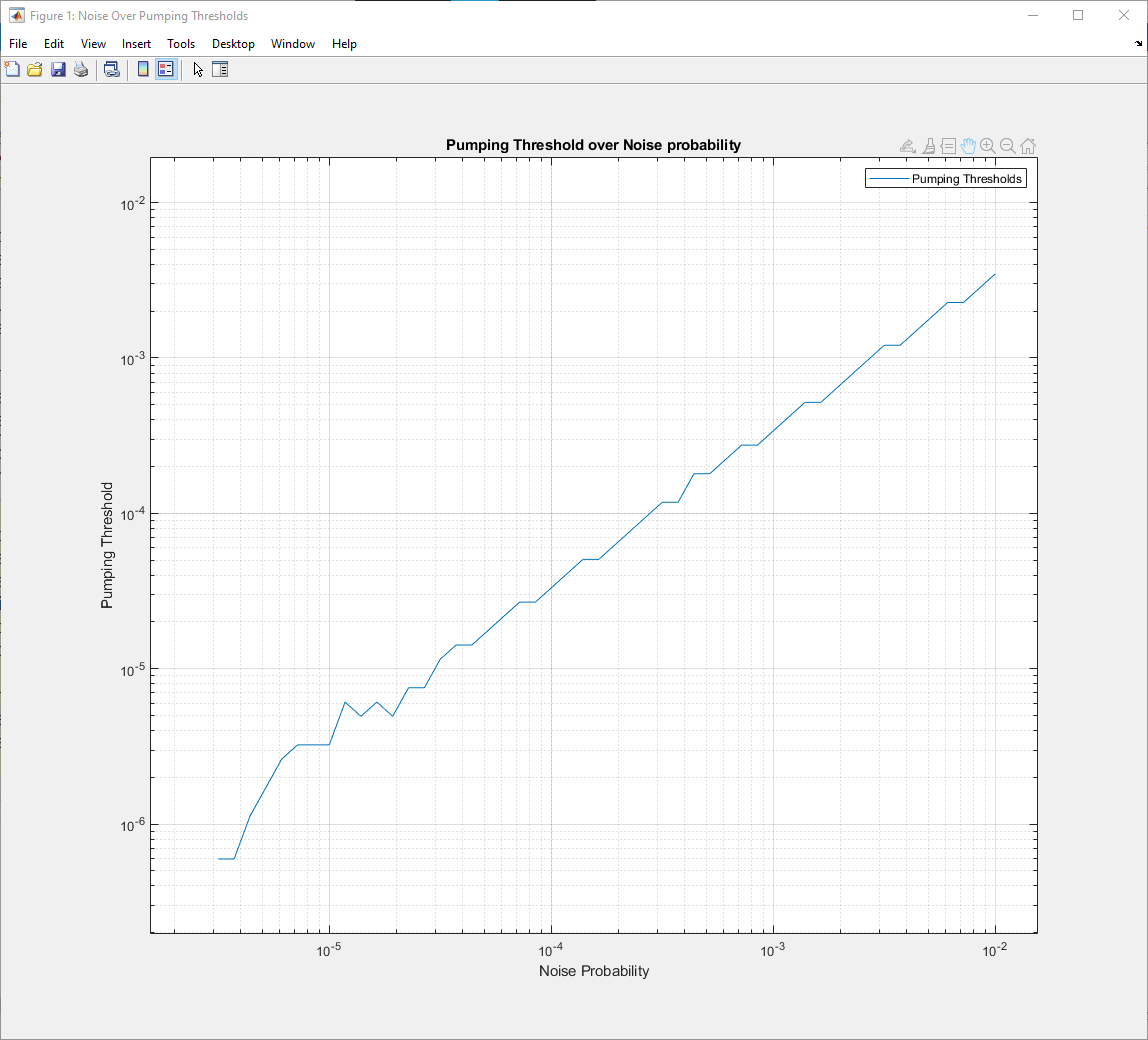 Figure 1: Noise Over Pumping Thresholds
File Edit View Insert Tools Desktop Window Help
Pumping Threshold over Noise probability
Pumping Thresholds
10-2
10-3
10-4
10-5
10-6
Pumping Threshold
10-5 10-4 10-3 10-2
Noise Probability